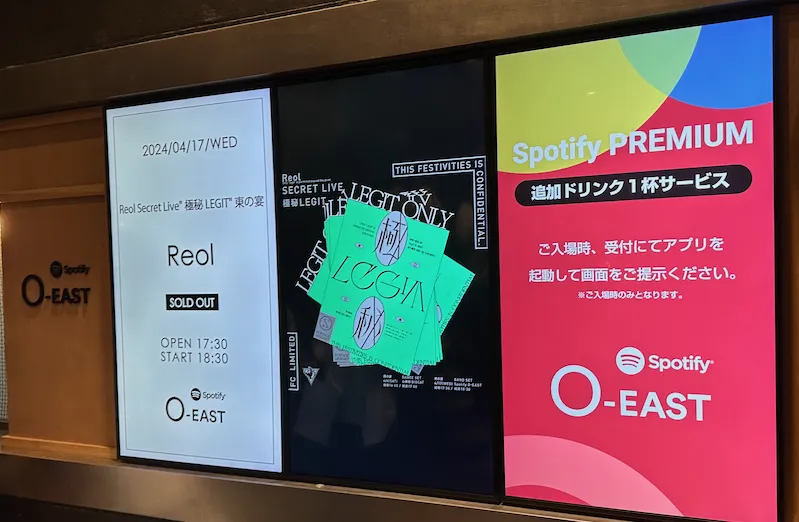 Spotify
O-EAST
2024/04/17/WED
Reol Secret Live"極秘 LEGIT" 東の宴
Reol
SOLD OUT
OPEN 17:30
START 18:30
Spotify
O-EAST
Reol
SECRET LIVE
極秘LEGIT
THIS FESTIVITIES IS
CONFIDENTIAL.
LEGIT ONLY
極
LEGIT
秘
FC LIMITED
Spotify PREMIUM
追加ドリンク1杯サービス
ご入場時、受付にてアプリを
起動して画面をご提示ください。
※ご入場時のみとなります。
Spotify
O-EAST